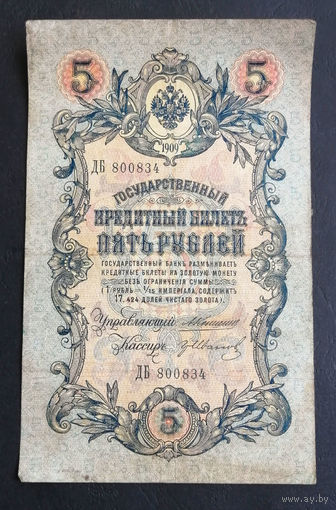 5 5
1909
ДБ 800834
ГОСУДАРСТВЕННЫЙ
КРЕДИТНЫЙ БИЛЕТЪ
ПЯТЬ РУБЛЕЙ
ГОСУДАРСТВЕННЫЙ БАНКЪ РАЗМѢНИВАЕТЪ
КРЕДИТНЫЕ БИЛЕТЫ НА ЗОЛОТУЮ МОНЕТУ
БЕЗЪ ОГРАНИЧЕНІЯ СУММЫ
(1 РУБЛЬ = 1/15 ИМПЕРІАЛА, СОДЕРЖИТЪ
17,424 ДОЛЕЙ ЧИСТАГО ЗОЛОТА).
Управляющій
Кассиръ
ДБ 800834
5
ay.by